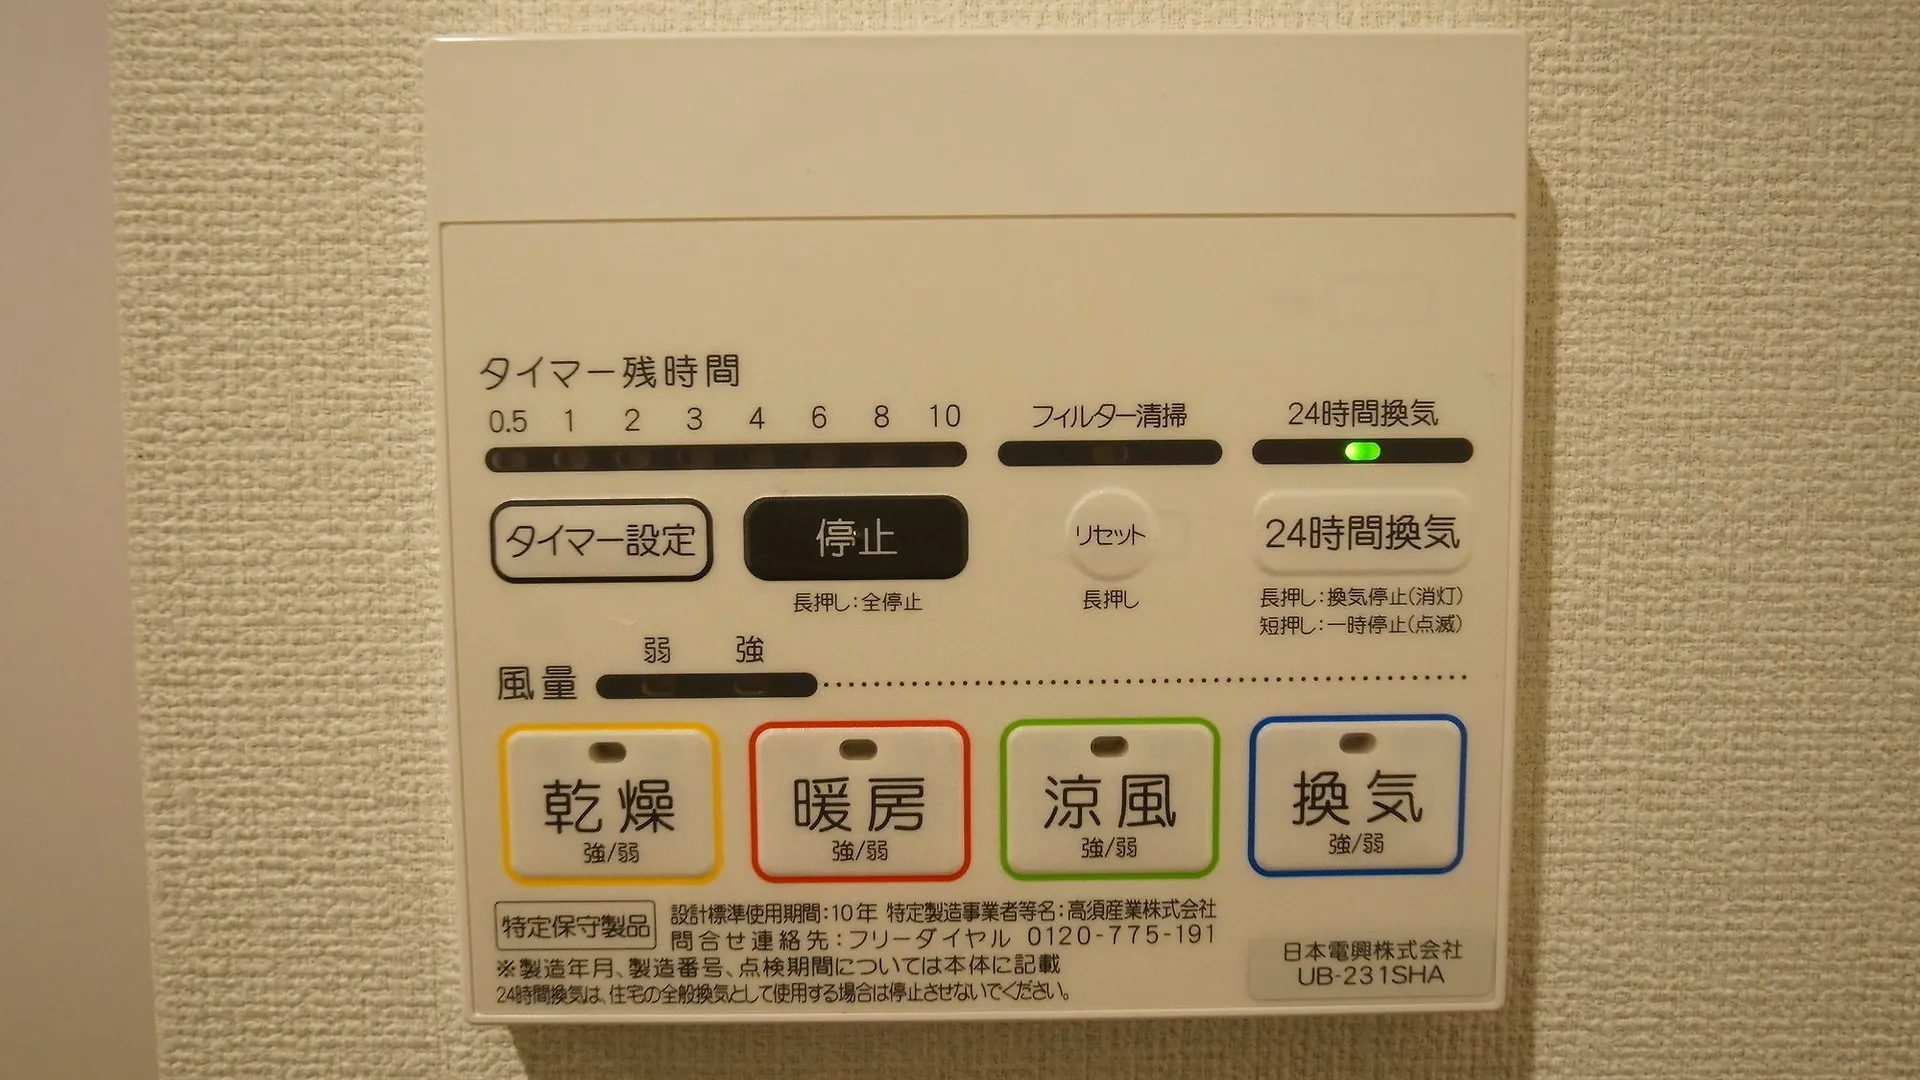 タイマー残時間
0.5 1 2 3 4 6 8 10
フィルター清掃
24時間換気
タイマー設定
停止
リセット
24時間換気
長押し:全停止
長押し
長押し:換気停止(消灯)
短押し:一時停止(点滅)
弱 強
風量
乾燥
強/弱
暖房
強/弱
涼風
強/弱
換気
強/弱
特定保守製品
設計標準使用期間:10年 特定製造事業者等名:高須産業株式会社
問合せ連絡先:フリーダイヤル 0120-775-191
※製造年月、製造番号、点検期間については本体に記載
24時間換気は、住宅の全般換気として使用する場合は停止させないでください。
日本電興株式会社
UB-231SHA